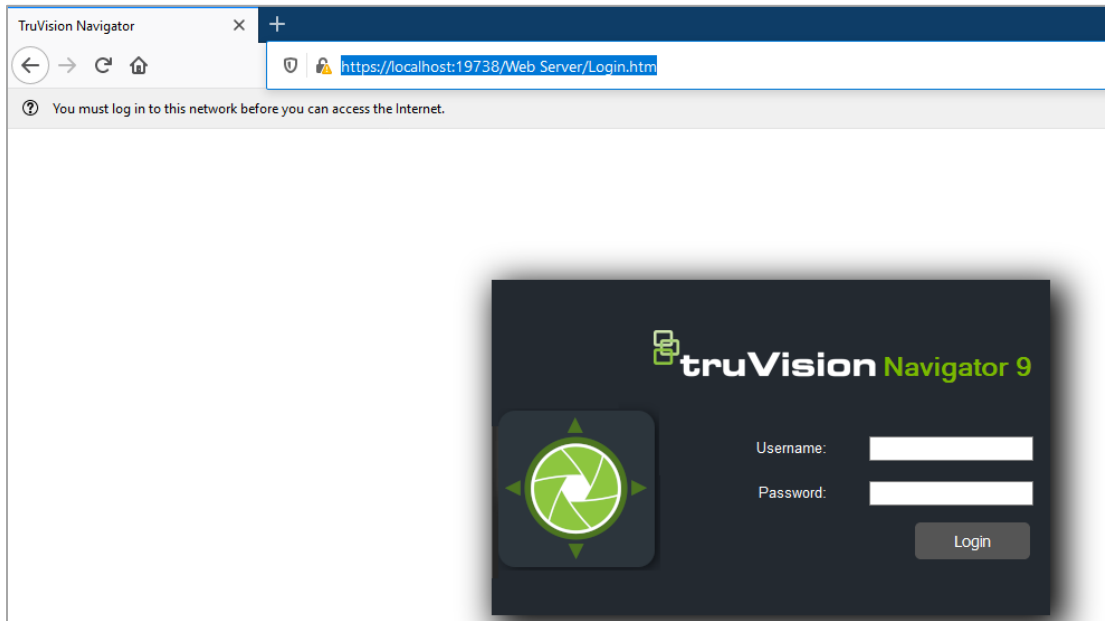 TruVision Navigator
https://localhost:19738/Web Server/Login.htm
You must log in to this network before you can access the Internet.
truVision Navigator 9
Username:
Password:
Login